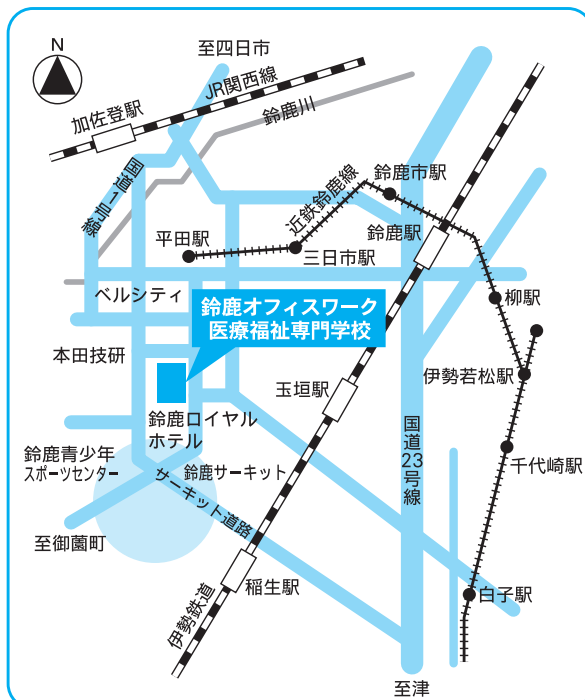 N
至四日市
JR関西線
加佐登駅
鈴鹿川
国道一号線
近鉄鈴鹿線
鈴鹿市駅
平田駅
鈴鹿駅
三日市駅
ベルシティ
柳駅
鈴鹿オフィスワーク
医療福祉専門学校
本田技研
伊勢若松駅
玉垣駅
鈴鹿ロイヤル
ホテル
国道23号線
鈴鹿青少年
スポーツセンター
鈴鹿サーキット
千代崎駅
サーキット道路
至御薗町
稲生駅
白子駅
伊勢鉄道
至津